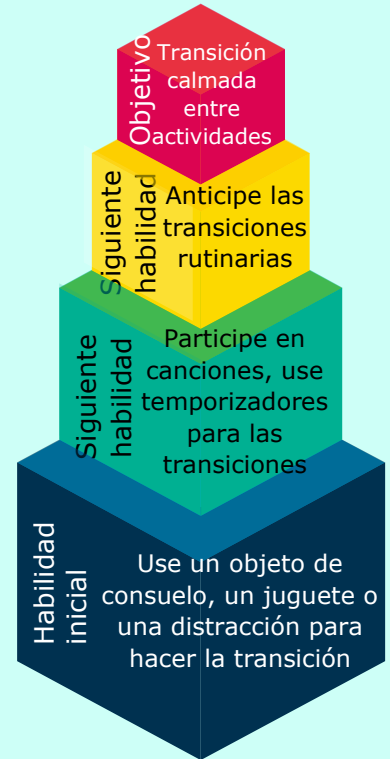 Objetivo
Transición
calmada
entre
actividades
Siguiente
habilidad
Anticipe las
transiciones
rutinarias
Siguiente
habilidad
Participe en
canciones, use
temporizadores
para las
transiciones
Habilidad
inicial
Use un objeto de
consuelo, un juguete o
una distracción para
hacer la transición